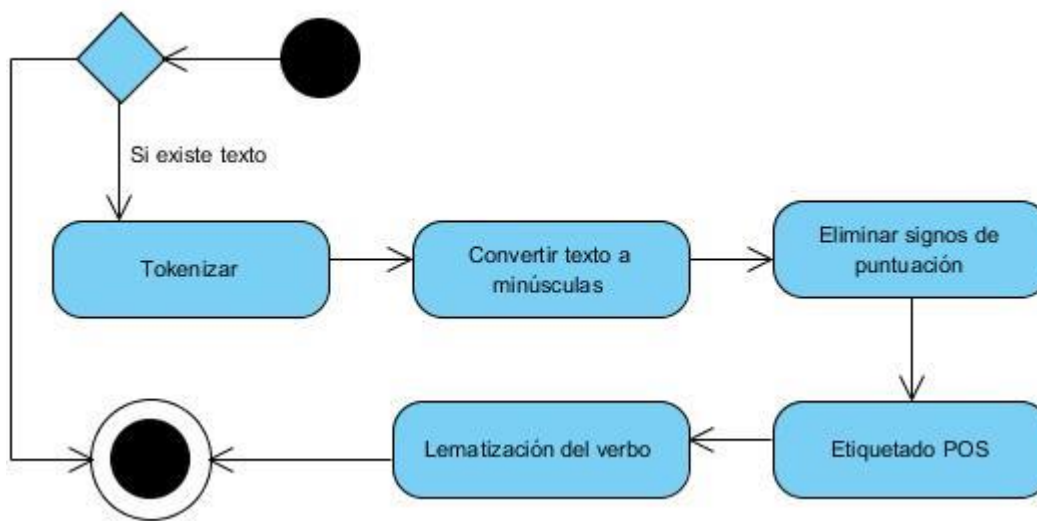 Si existe texto
Tokenizar
Convertir texto a
minúsculas
Eliminar signos de
puntuación
Etiquetado POS
Lematización del verbo